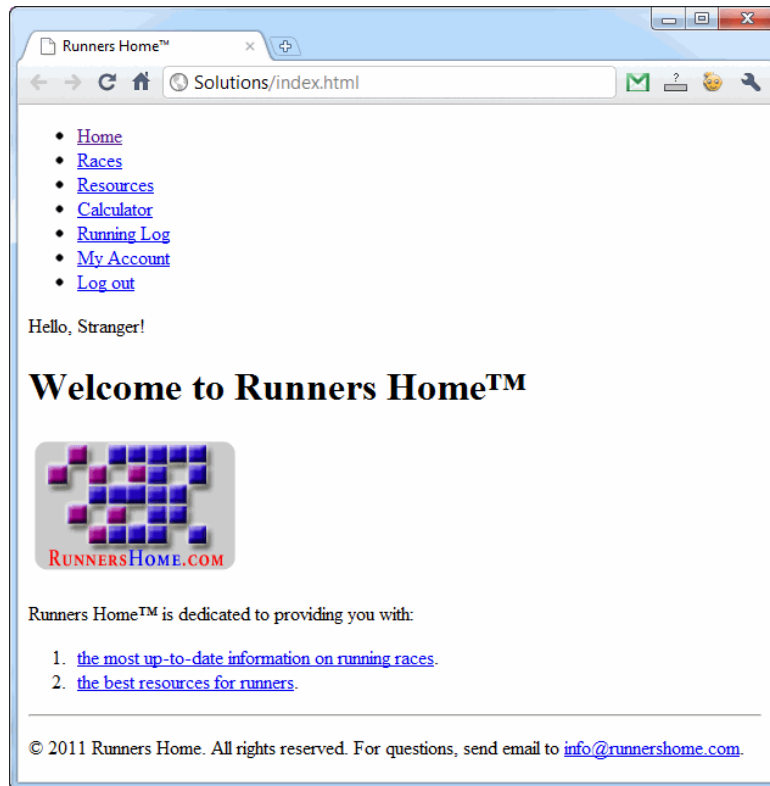 Runners Home™
Solutions/index.html
?
Home
Races
Resources
Calculator
Running Log
My Account
Log out
Hello, Stranger!
Welcome to Runners Home™
RUNNERSHOME.COM
Runners Home™ is dedicated to providing you with:
1. the most up-to-date information on running races.
2. the best resources for runners.
© 2011 Runners Home. All rights reserved. For questions, send email to info@runnershome.com.